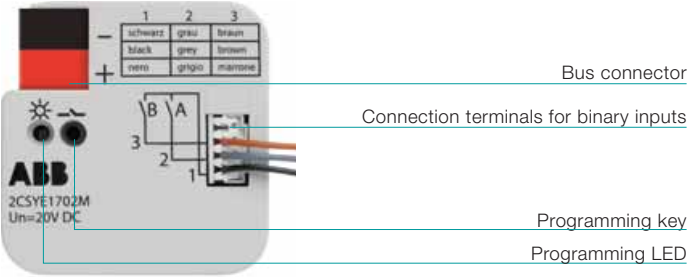 1 2 3
schwarz grau braun
black grey brown
nero grigio marrone
−
+
Bus connector
B A
Connection terminals for binary inputs
3
2
1
ABB
2CSYE1702M
Un=20V DC
Programming key
Programming LED